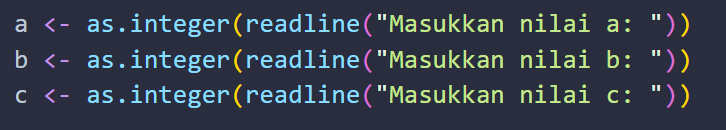 a <- as.integer(readline("Masukkan nilai a: "))
b <- as.integer(readline("Masukkan nilai b: "))
c <- as.integer(readline("Masukkan nilai c: "))